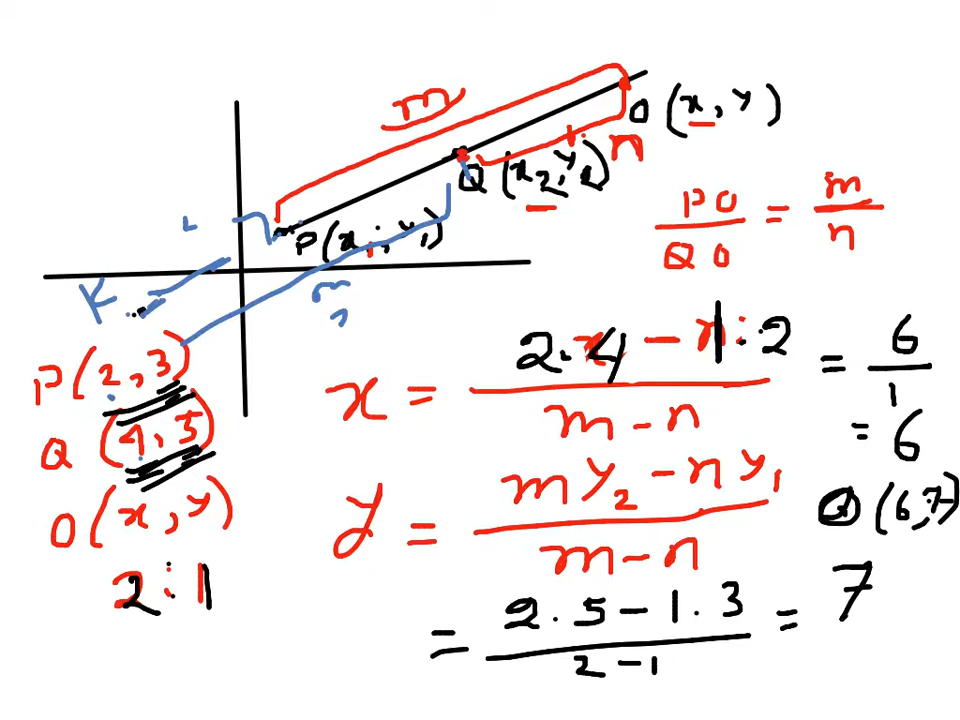 m
O (x, y)
n
Q (x₂, y₂)
P(x₁, y₁)
PO / QO = m / n
K
P(2, 3)
Q (4, 5)
O(x, y)
2 : 1
x = 2·4 − 1·2 / m − n = 6 / 1
= 6
y = my₂ − ny₁ / m − n
O (6, 7)
= 2·5 − 1·3 / 2 − 1 = 7